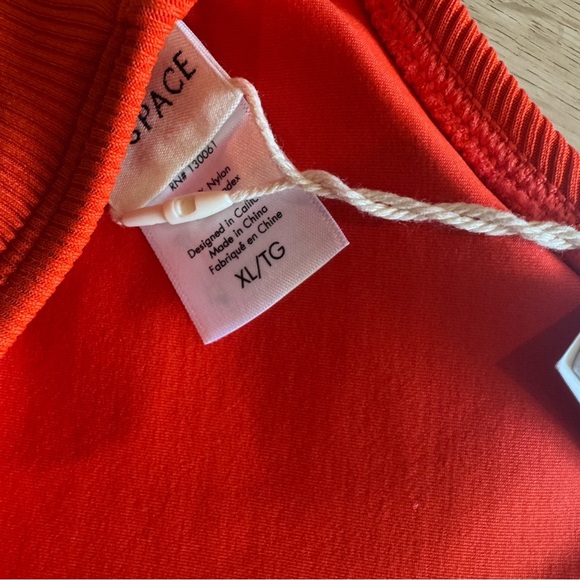 SPACE
RN# 130061
Nylon
Designed in Calif
Made in China
Fabriqué en Chine
XL/TG